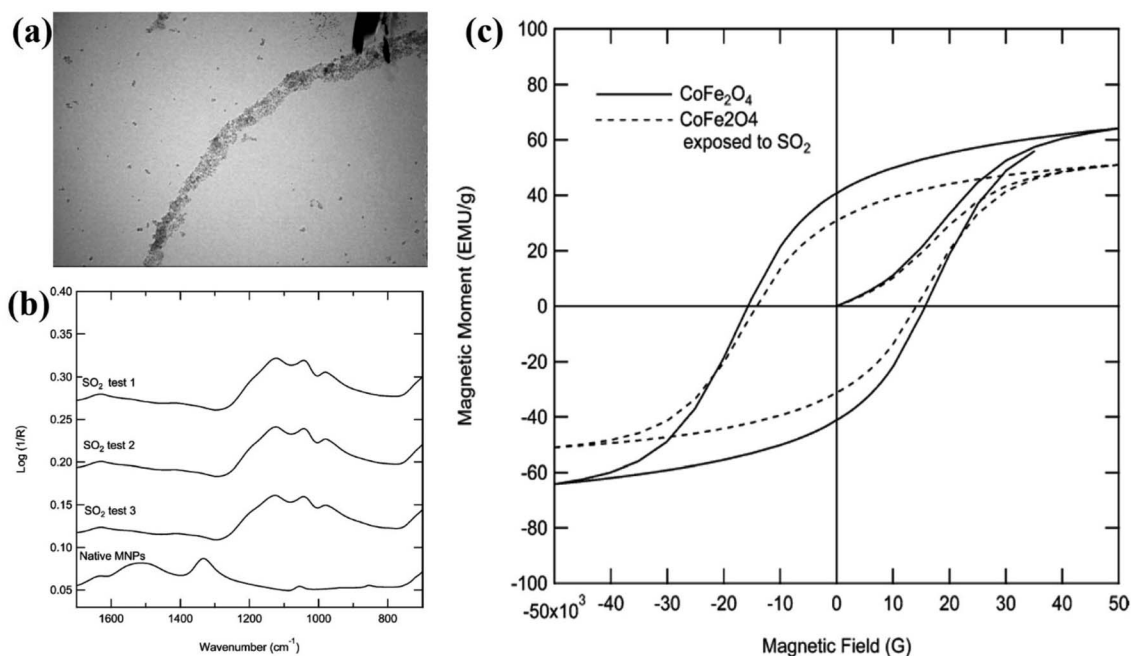 (a)
(b)
0.40
0.35
0.30
0.25
0.20
0.15
0.10
0.05
Log (1/R)
SO₂ test 1
SO₂ test 2
SO₂ test 3
Native MNPs
1600 1400 1200 1000 800
Wavenumber (cm⁻¹)
(c)
100
80
60
40
20
0
-20
-40
-60
-80
-100
Magnetic Moment (EMU/g)
CoFe₂O₄
CoFe2O4
exposed to SO₂
-50x10³ -40 -30 -20 -10 0 10 20 30 40 50
Magnetic Field (G)